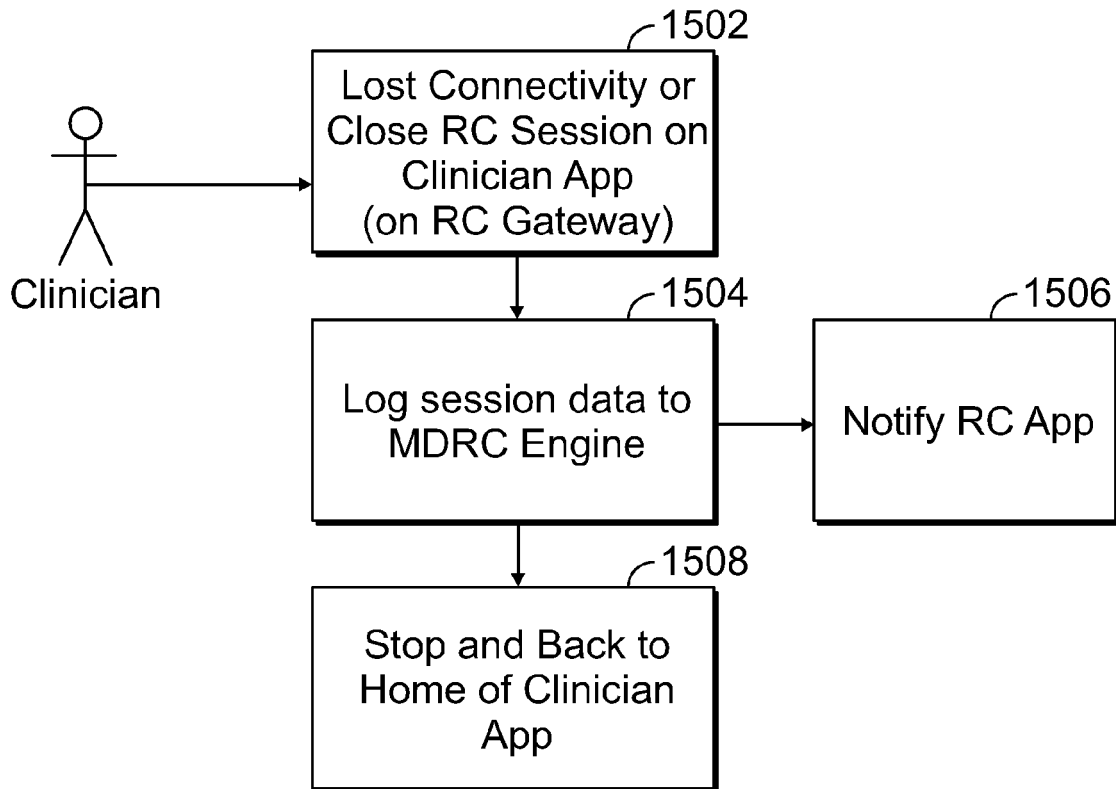 1502
Lost Connectivity or
Close RC Session on
Clinician App
(on RC Gateway)
Clinician
1504
Log session data to
MDRC Engine
1506
Notify RC App
1508
Stop and Back to
Home of Clinician
App